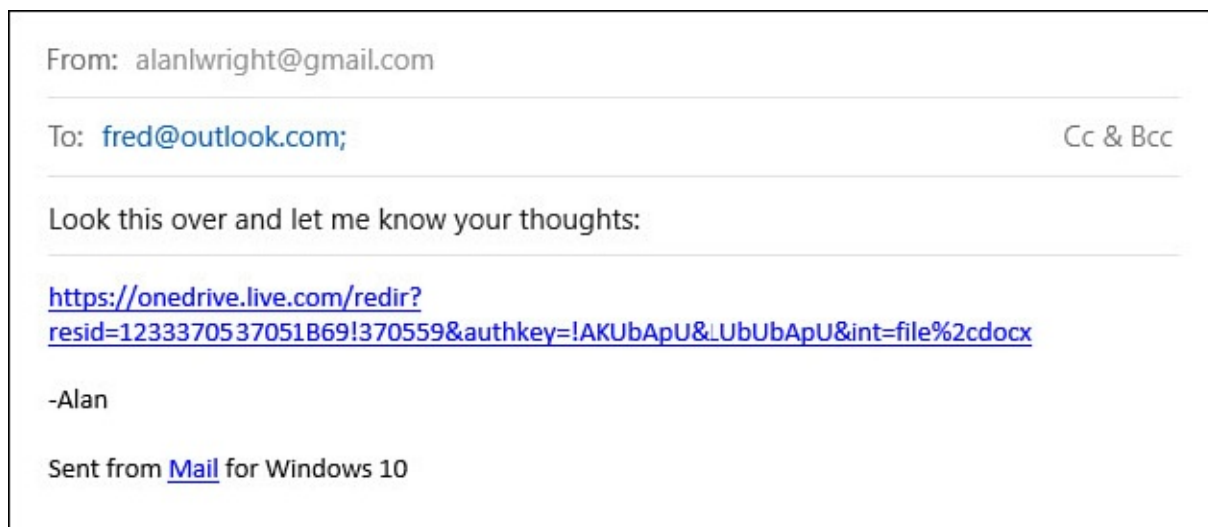 From: alanlwright@gmail.com
To: fred@outlook.com; Cc & Bcc
Look this over and let me know your thoughts:
https://onedrive.live.com/redir?
resid=1233370537051B69!370559&authkey=!AKUbApU&LUbUbApU&int=file%2cdocx
-Alan
Sent from Mail for Windows 10